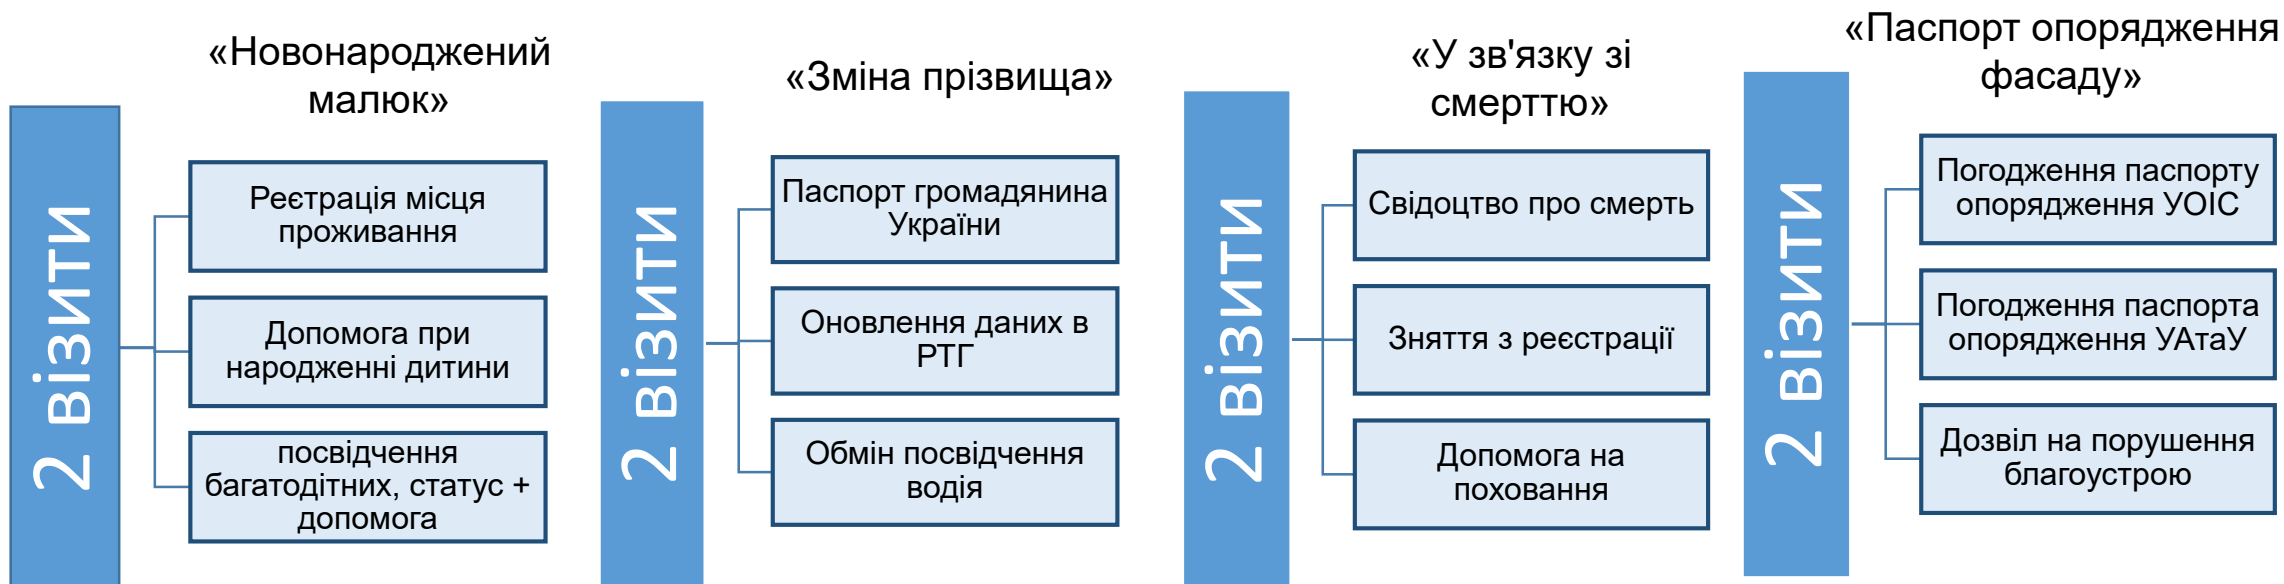 «Новонароджений
малюк»
2 візити
Реєстрація місця
проживання
Допомога при
народженні дитини
посвідчення
багатодітних, статус +
допомога
«Зміна прізвища»
2 візити
Паспорт громадянина
України
Оновлення даних в
РТГ
Обмін посвідчення
водія
«У зв'язку зі
смерттю»
2 візити
Свідоцтво про смерть
Зняття з реєстрації
Допомога на
поховання
«Паспорт опорядження
фасаду»
2 візити
Погодження паспорту
опорядження УОІС
Погодження паспорта
опорядження УАтаУ
Дозвіл на порушення
благоустрою